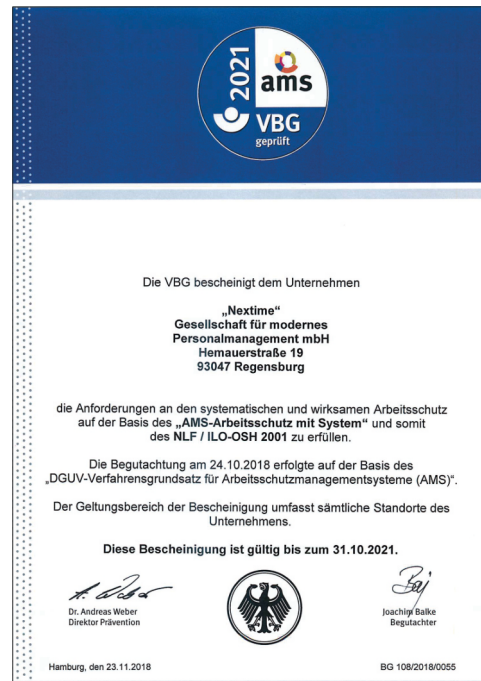 2021
ams
VBG
geprüft
Die VBG bescheinigt dem Unternehmen
„Nextime“
Gesellschaft für modernes
Personalmanagement mbH
Hemauerstraße 19
93047 Regensburg
die Anforderungen an den systematischen und wirksamen Arbeitsschutz
auf der Basis des „AMS-Arbeitsschutz mit System“ und somit
des NLF / ILO-OSH 2001 zu erfüllen.
Die Begutachtung am 24.10.2018 erfolgte auf der Basis des
„DGUV-Verfahrensgrundsatz für Arbeitsschutzmanagementsysteme (AMS)“.
Der Geltungsbereich der Bescheinigung umfasst sämtliche Standorte des
Unternehmens.
Diese Bescheinigung ist gültig bis zum 31.10.2021.
A. Weber
Dr. Andreas Weber
Direktor Prävention
Joachim Balke
Begutachter
Hamburg, den 23.11.2018
BG 108/2018/0055